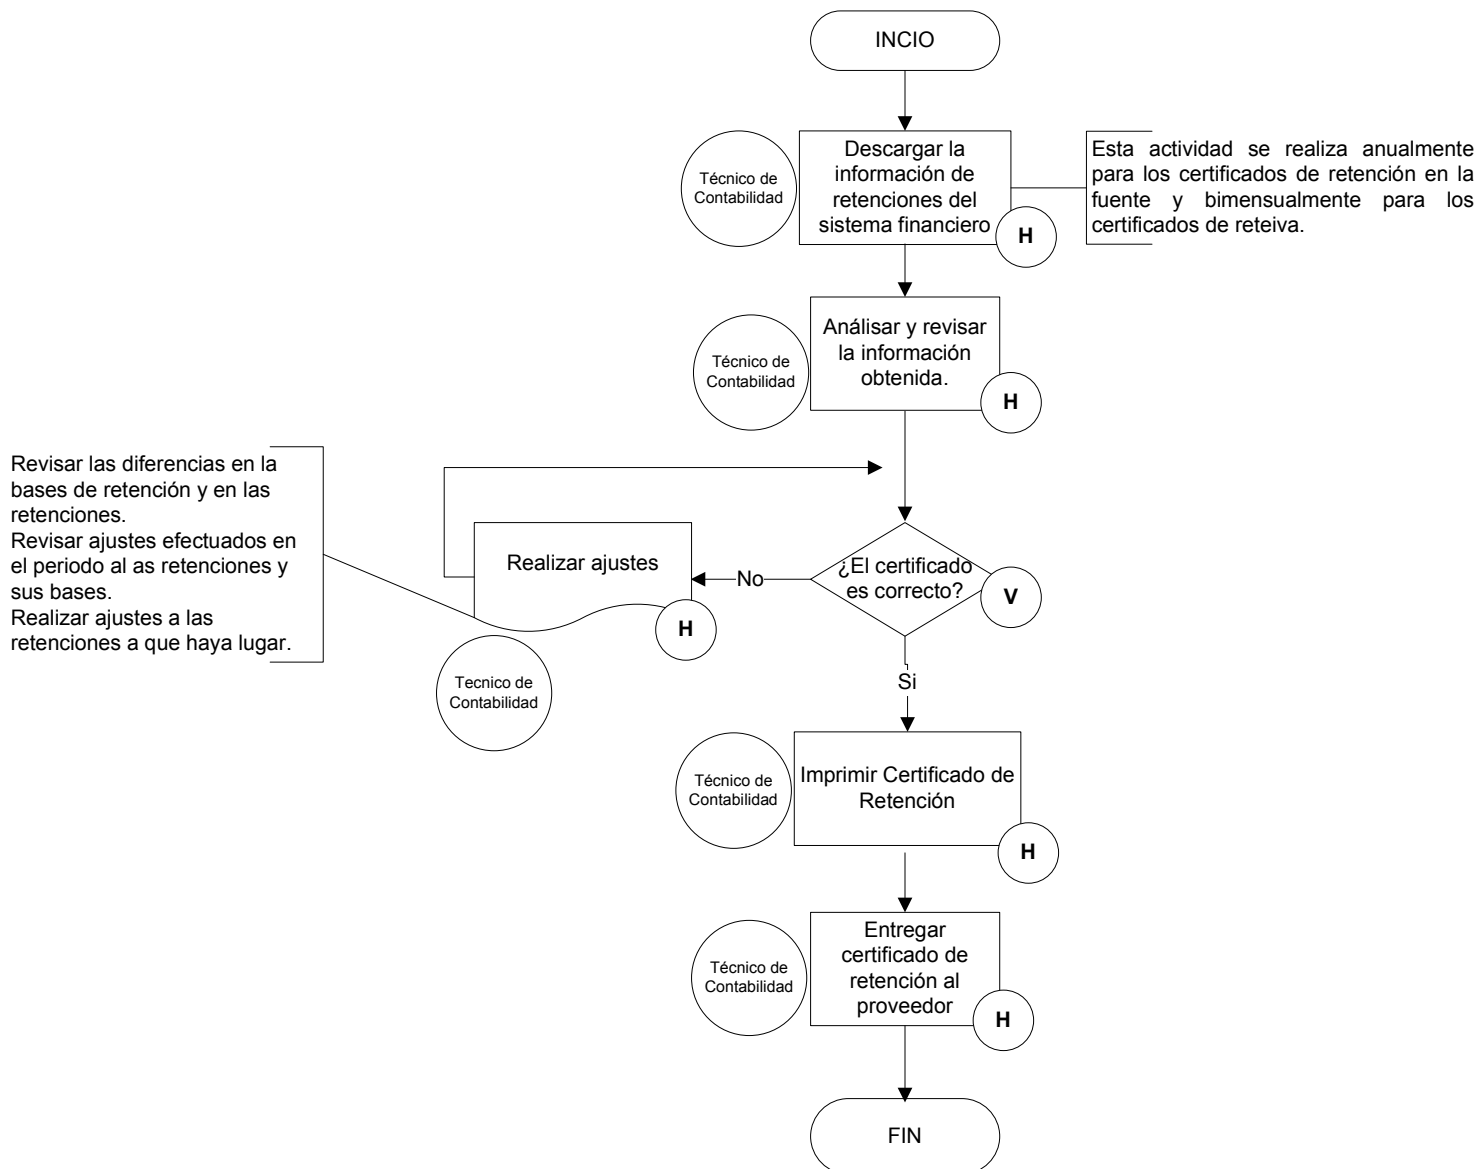 INCIO
Técnico de
Contabilidad
Descargar la
información de
retenciones del
sistema financiero
H
Esta actividad se realiza anualmente
para los certificados de retención en la
fuente y bimensualmente para los
certificados de reteiva.
Técnico de
Contabilidad
Análisar y revisar
la información
obtenida.
H
Revisar las diferencias en la
bases de retención y en las
retenciones.
Revisar ajustes efectuados en
el periodo al as retenciones y
sus bases.
Realizar ajustes a las
retenciones a que haya lugar.
Realizar ajustes
H
Tecnico de
Contabilidad
No
¿El certificado
es correcto?
V
Si
Técnico de
Contabilidad
Imprimir Certificado de
Retención
H
Técnico de
Contabilidad
Entregar
certificado de
retención al
proveedor
H
FIN